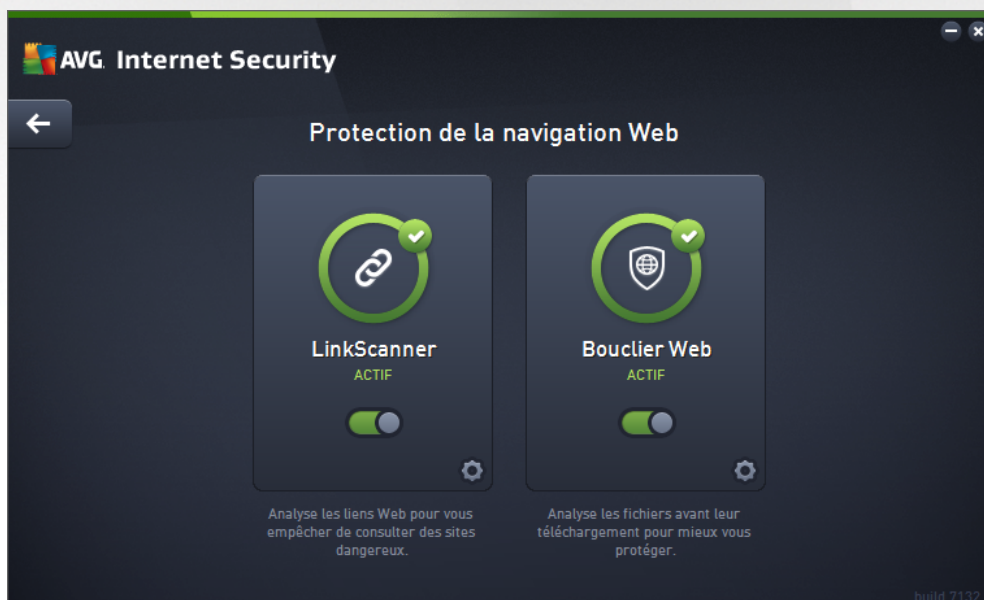 AVG. Internet Security
Protection de la navigation Web
LinkScanner
ACTIF
Analyse les liens Web pour vous
empêcher de consulter des sites
dangereux.
Bouclier Web
ACTIF
Analyse les fichiers avant leur
téléchargement pour mieux vous
protéger.
build 7132